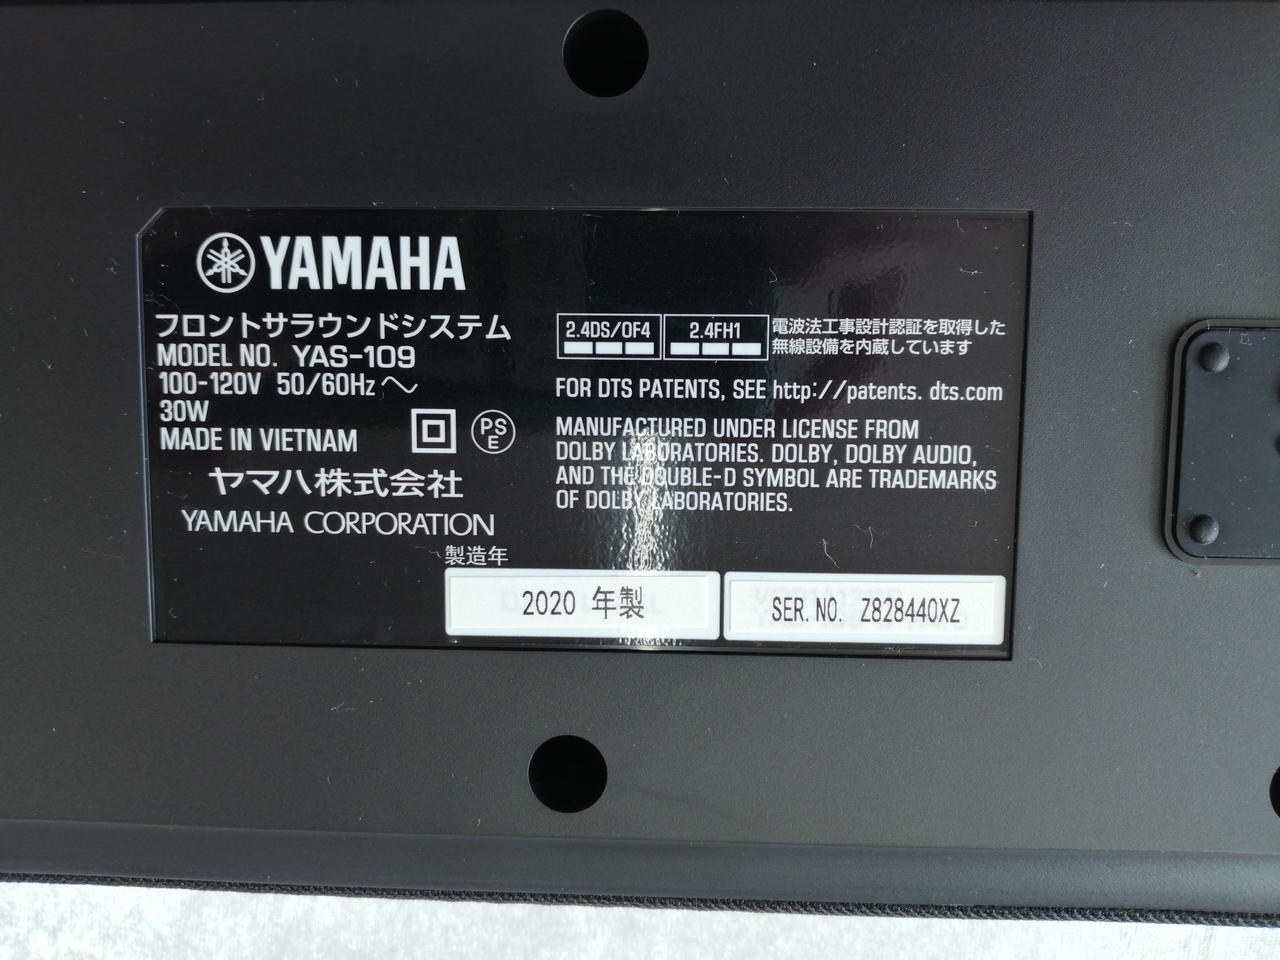 YAMAHA
フロントサラウンドシステム
MODEL NO. YAS-109
100-120V 50/60Hz ～
30W
MADE IN VIETNAM
PS
E
ヤマハ株式会社
YAMAHA CORPORATION
2.4DS/OF4
2.4FH1
電波法工事設計認証を取得した
無線設備を内蔵しています
FOR DTS PATENTS, SEE http://patents. dts.com
MANUFACTURED UNDER LICENSE FROM
DOLBY LABORATORIES. DOLBY, DOLBY AUDIO,
AND THE DOUBLE-D SYMBOL ARE TRADEMARKS
OF DOLBY LABORATORIES.
製造年
2020 年製
SER. NO. Z828440XZ